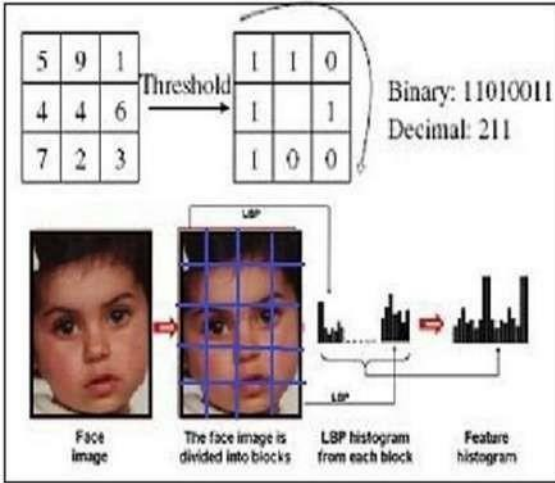 5 9 1
4 4 6
7 2 3
Threshold
1 1 0
1 1
1 0 0
Binary: 11010011
Decimal: 211
LBP
LBP
Face
image
The face image is
divided into blocks
LBP histogram
from each block
Feature
histogram